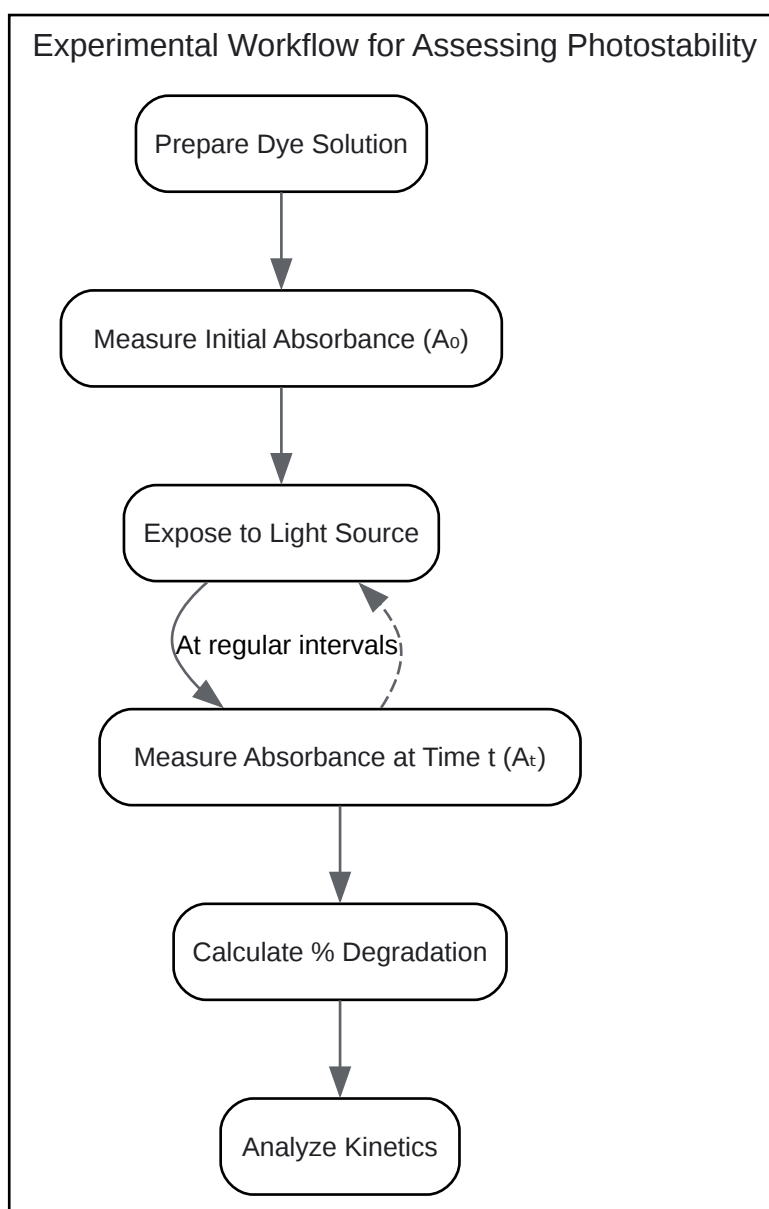 Experimental Workflow for Assessing Photostability
Prepare Dye Solution
Measure Initial Absorbance (A₀)
Expose to Light Source
At regular intervals
Measure Absorbance at Time t (Aₜ)
Calculate % Degradation
Analyze Kinetics